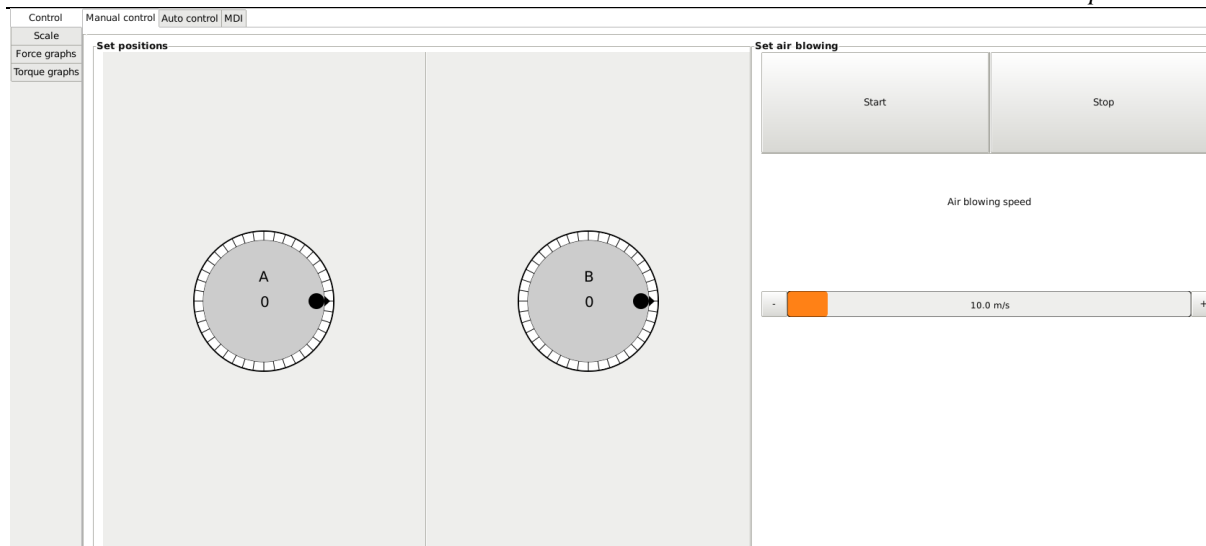 Control
Scale
Force graphs
Torque graphs
Manual control Auto control MDI
Set positions
A
0
B
0
Set air blowing
Start Stop
Air blowing speed
- 10.0 m/s +